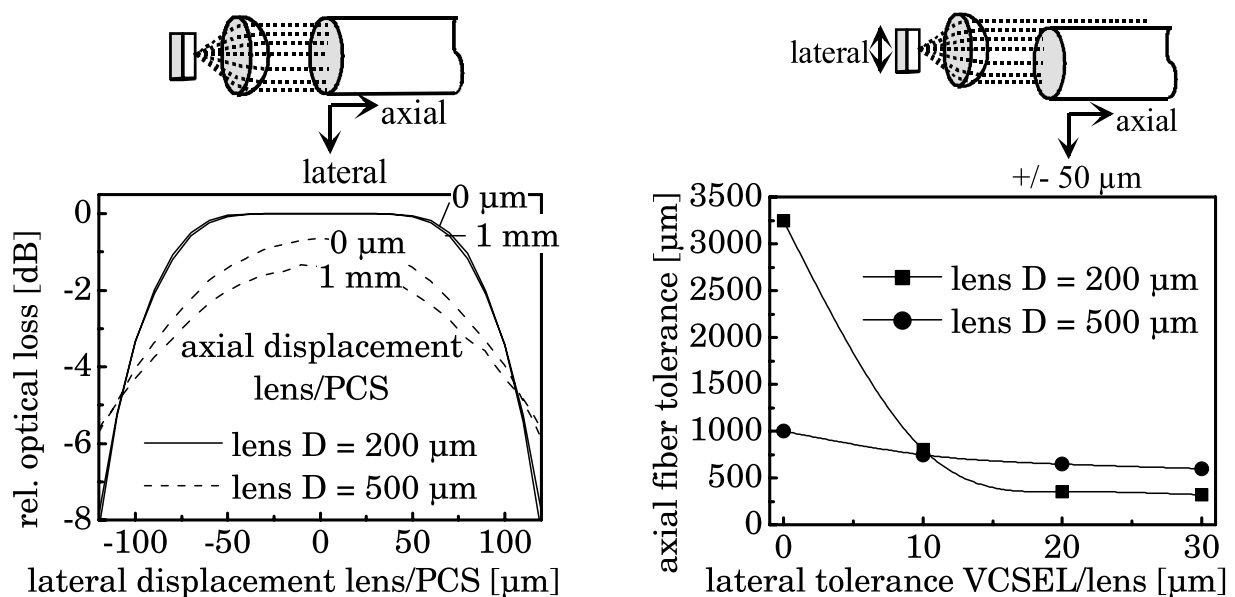 axial
lateral
0 µm
1 mm
0 µm
1 mm
axial displacement
lens/PCS
lens D = 200 µm
lens D = 500 µm
rel. optical loss [dB]
0
-2
-4
-6
-8
-100
-50
0
50
100
lateral displacement lens/PCS [µm]
lateral
axial
+/- 50 µm
lens D = 200 µm
lens D = 500 µm
axial fiber tolerance [µm]
3500
3250
3000
2500
2000
1500
1000
500
0
0
10
20
30
lateral tolerance VCSEL/lens [µm]